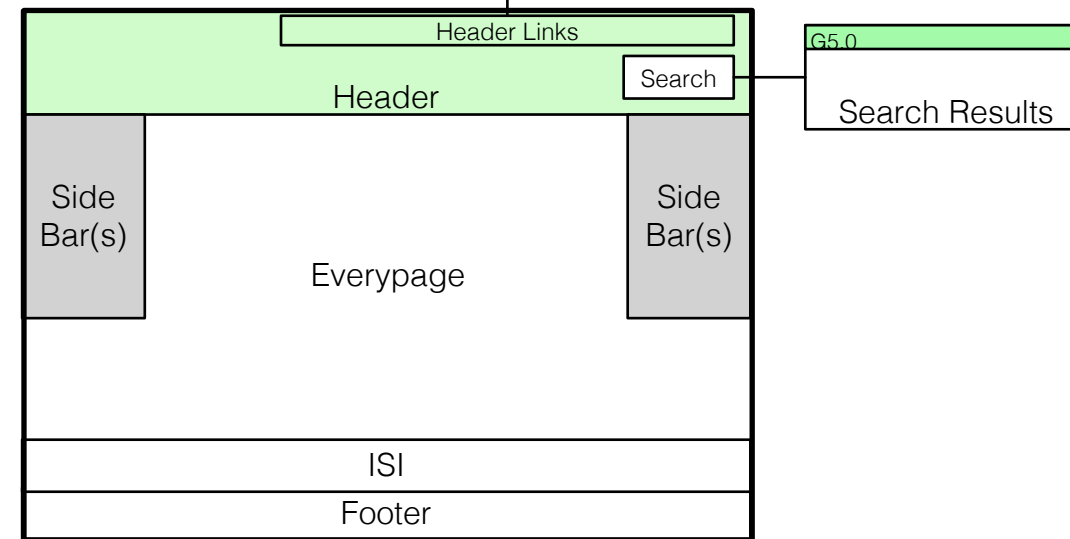 Header Links
Search
Header
G5.0
Search Results
Side
Bar(s)
Everypage
Side
Bar(s)
ISI
Footer